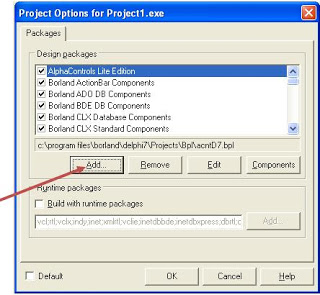 Project Options for Project1.exe
Packages
Design packages
AlphaControls Lite Edition
Borland ActionBar Components
Borland ADO DB Components
Borland BDE DB Components
Borland CLX Database Components
Borland CLX Standard Components
c:\program files\borland\delphi7\Projects\Bpl\acntD7.bpl
Add... Remove Edit Components
Runtime packages
Build with runtime packages
vcl;rtl;vclx;indy;inet;xmlrtl;vclie;inetdbbde;inetdbxpress;dbrtl;c Add...
Default OK Cancel Help